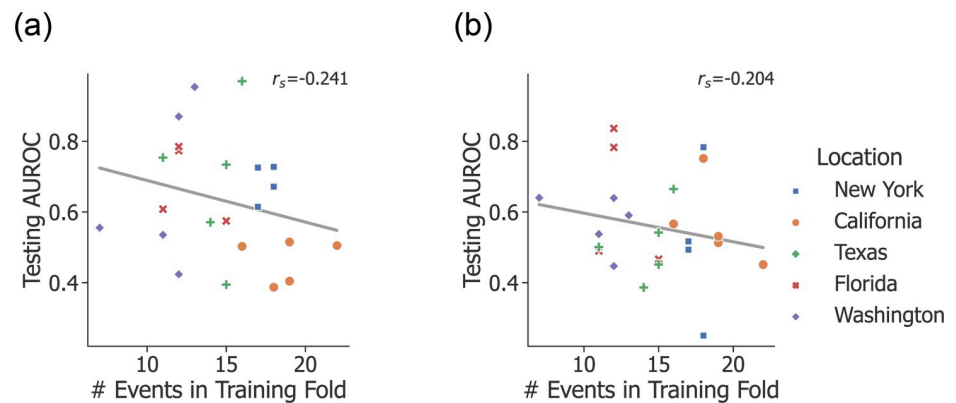 (a)
rs=-0.241
Testing AUROC
0.8
0.6
0.4
10
15
20
# Events in Training Fold
(b)
rs=-0.204
Testing AUROC
0.8
0.6
0.4
10
15
20
# Events in Training Fold
Location
New York
California
Texas
Florida
Washington